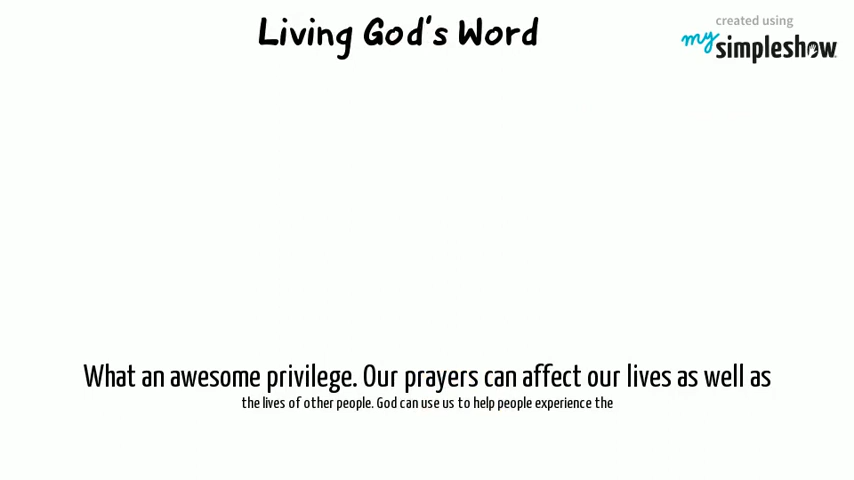 Living God's Word
created using
my
simpleshow
What an awesome privilege. Our prayers can affect our lives as well as
the lives of other people. God can use us to help people experience the